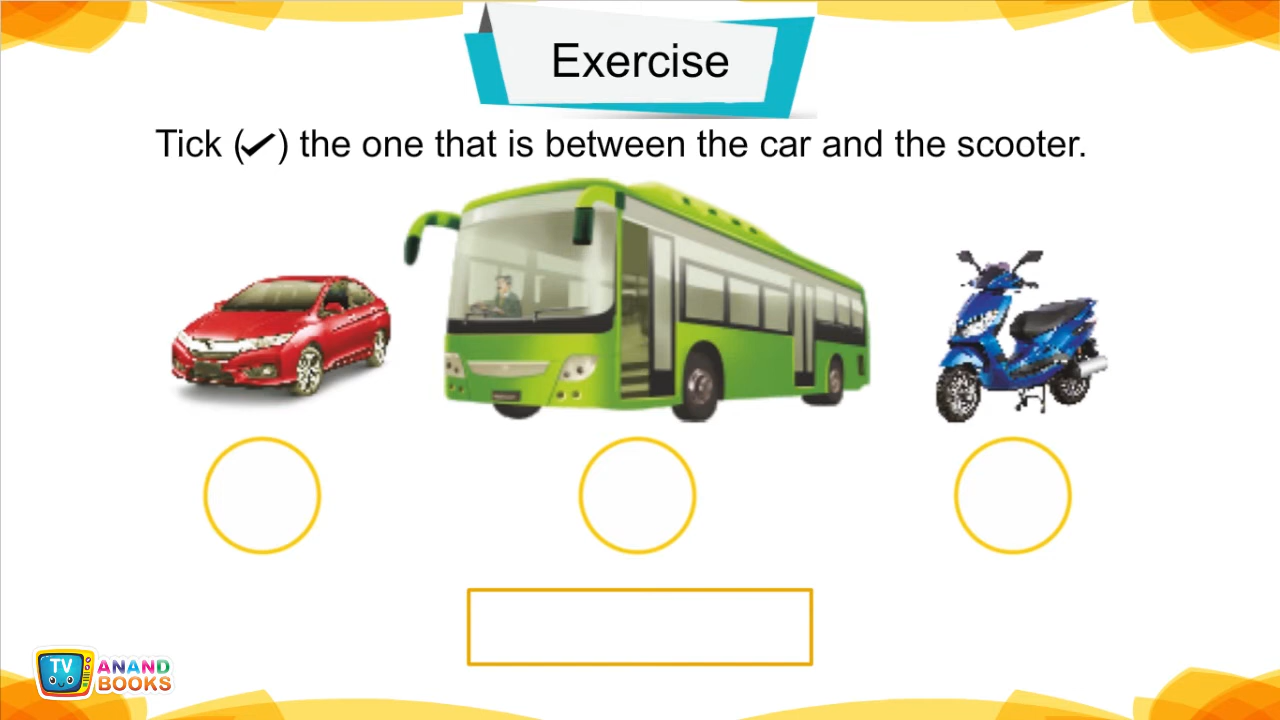 Exercise
Tick (✓) the one that is between the car and the scooter.
TV ANAND
BOOKS